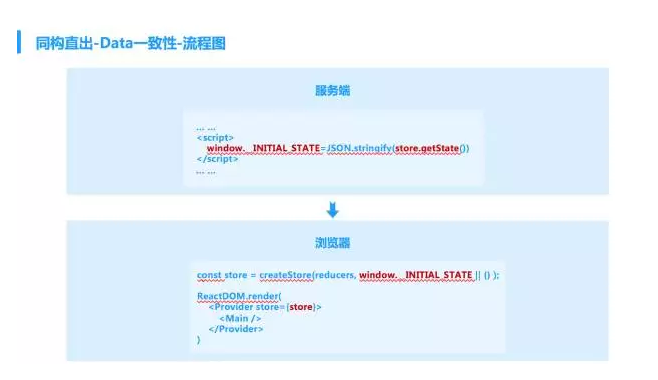 同构直出-Data一致性-流程图
服务端
... ...
<script>
window.__INITIAL_STATE=JSON.stringify(store.getState())
</script>
... ...
浏览器
const store = createStore(reducers, window.__INITIAL_STATE || {} );
ReactDOM.render(
<Provider store={store}>
<Main />
</Provider>
)